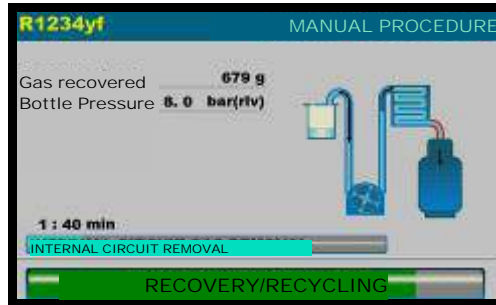 R1234yf MANUAL PROCEDURE
Gas recovered 679 g
Bottle Pressure 8.0 bar(rlv)
1:40 min
INTERNAL CIRCUIT REMOVAL
RECOVERY/RECYCLING